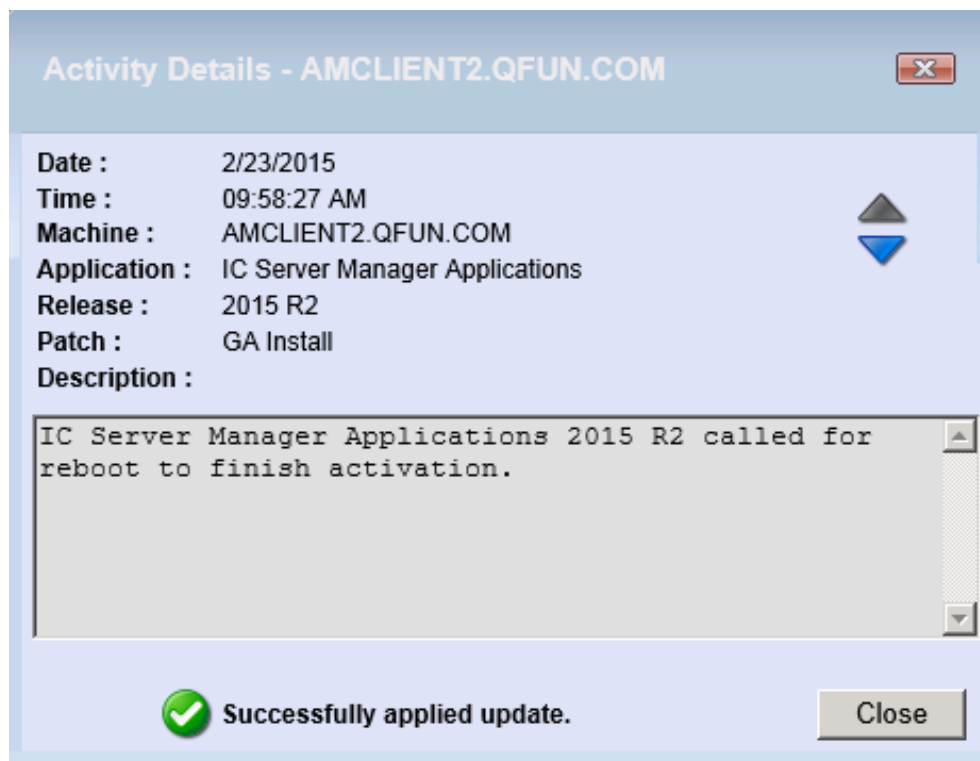 Activity Details - AMCLIENT2.QFUN.COM
Date : 2/23/2015
Time : 09:58:27 AM
Machine : AMCLIENT2.QFUN.COM
Application : IC Server Manager Applications
Release : 2015 R2
Patch : GA Install
Description :
IC Server Manager Applications 2015 R2 called for
reboot to finish activation.
Successfully applied update.
Close